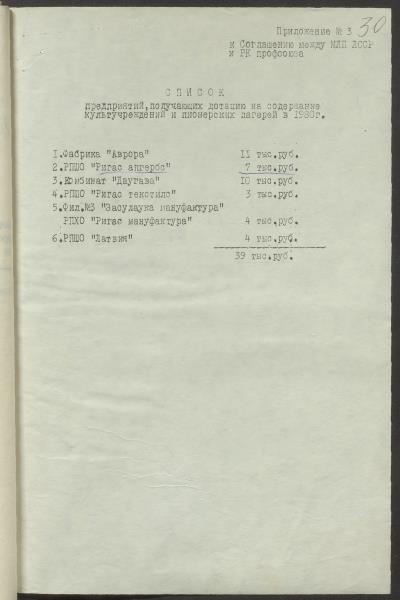 Приложение № 3
30
к Соглашению между МЛП ЛССР
и РК профсоюза
С П И С О К
предприятий, получающих дотацию на содержание
культучреждений и пионерских лагерей в 1980г.
1.Фабрика "Аврора" 11 тыс.руб.
2.РПШО "Ригас апгербс" 7 тыс.руб.
3.Комбинат "Даугава" 10 тыс.руб.
4.РПШО "Ригас текстилс" 3 тыс.руб.
5.Фил.№3 "Засулаука мануфактура"
РПХО "Ригас мануфактура" 4 тыс.руб.
6.РПШО "Латвия" 4 тыс.руб.
39 тыс.руб.